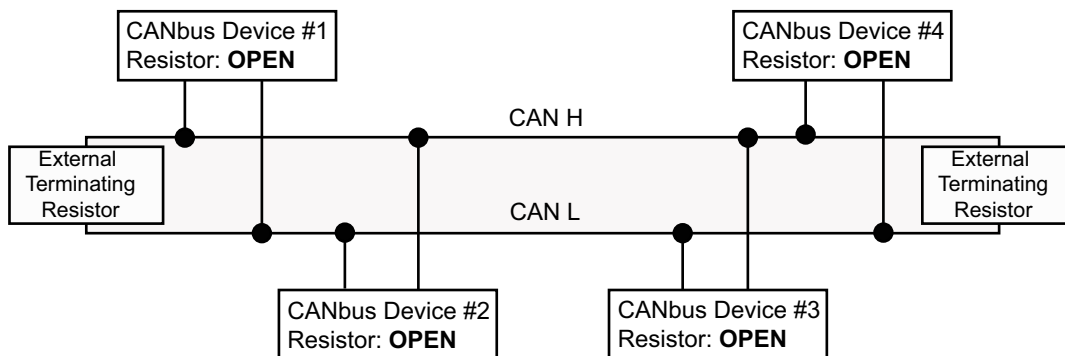 CANbus Device #1
Resistor: OPEN
CANbus Device #4
Resistor: OPEN
CAN H
External
Terminating
Resistor
External
Terminating
Resistor
CAN L
CANbus Device #2
Resistor: OPEN
CANbus Device #3
Resistor: OPEN